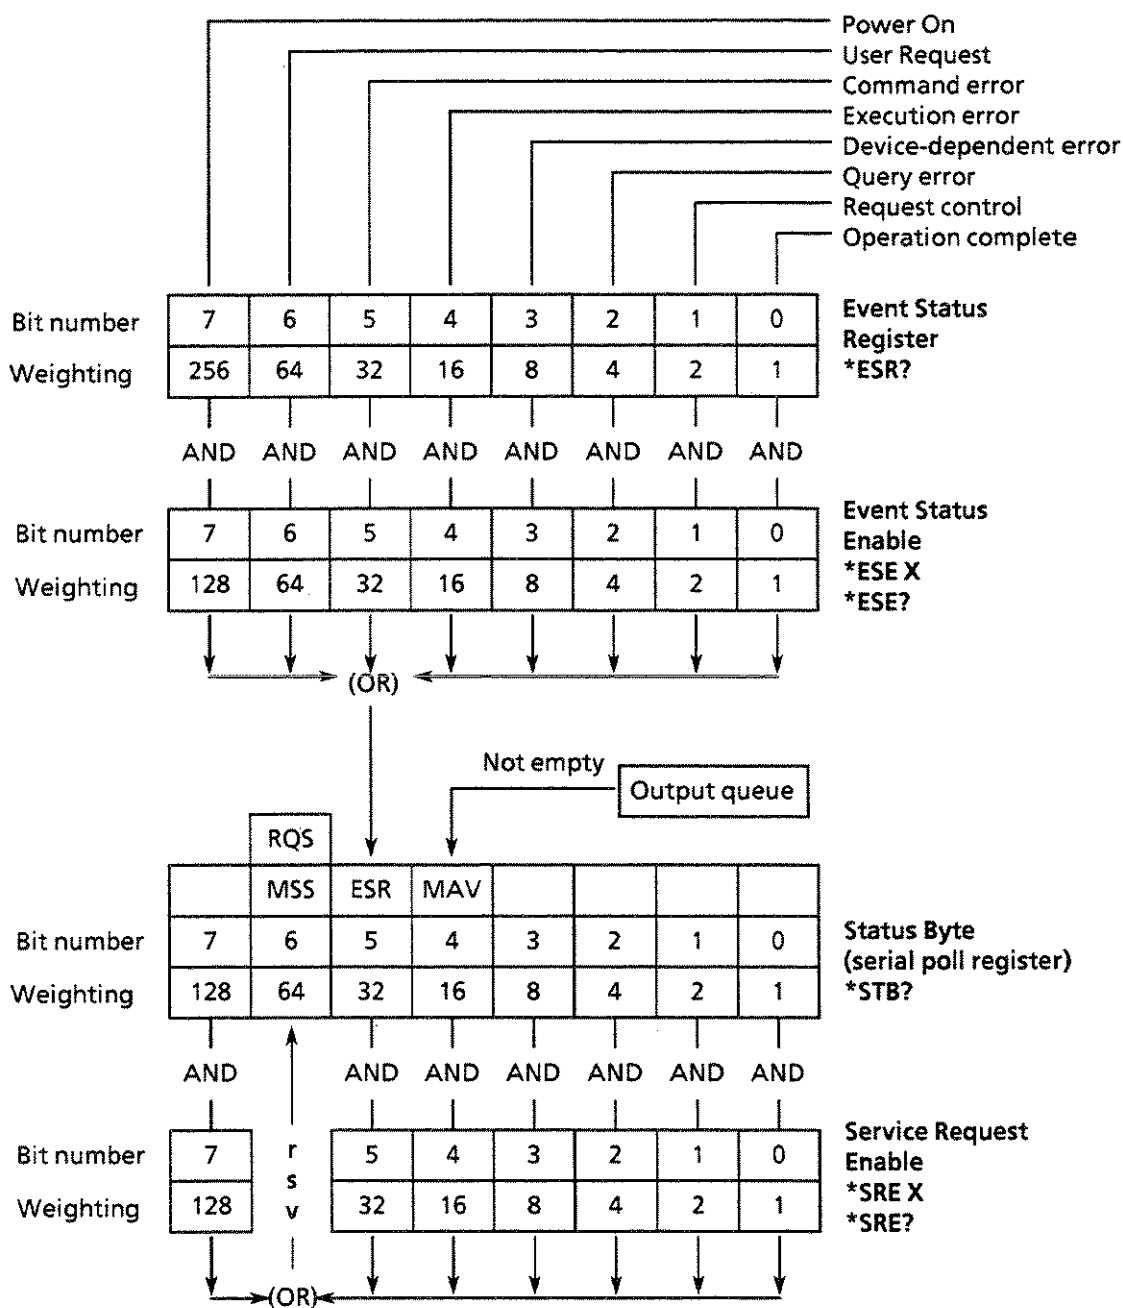 Power On
User Request
Command error
Execution error
Device-dependent error
Query error
Request control
Operation complete
Bit number 7 6 5 4 3 2 1 0 Event Status
Register
Weighting 256 64 32 16 8 4 2 1 *ESR?
AND AND AND AND AND AND AND AND
Bit number 7 6 5 4 3 2 1 0 Event Status
Enable
Weighting 128 64 32 16 8 4 2 1 *ESE X
*ESE?
(OR)
Not empty
Output queue
RQS
MSS ESR MAV
Bit number 7 6 5 4 3 2 1 0 Status Byte
(serial poll register)
Weighting 128 64 32 16 8 4 2 1 *STB?
AND AND AND AND AND AND AND
Bit number 7 r 5 4 3 2 1 0 Service Request
s Enable
Weighting 128 v 32 16 8 4 2 1 *SRE X
*SRE?
(OR)